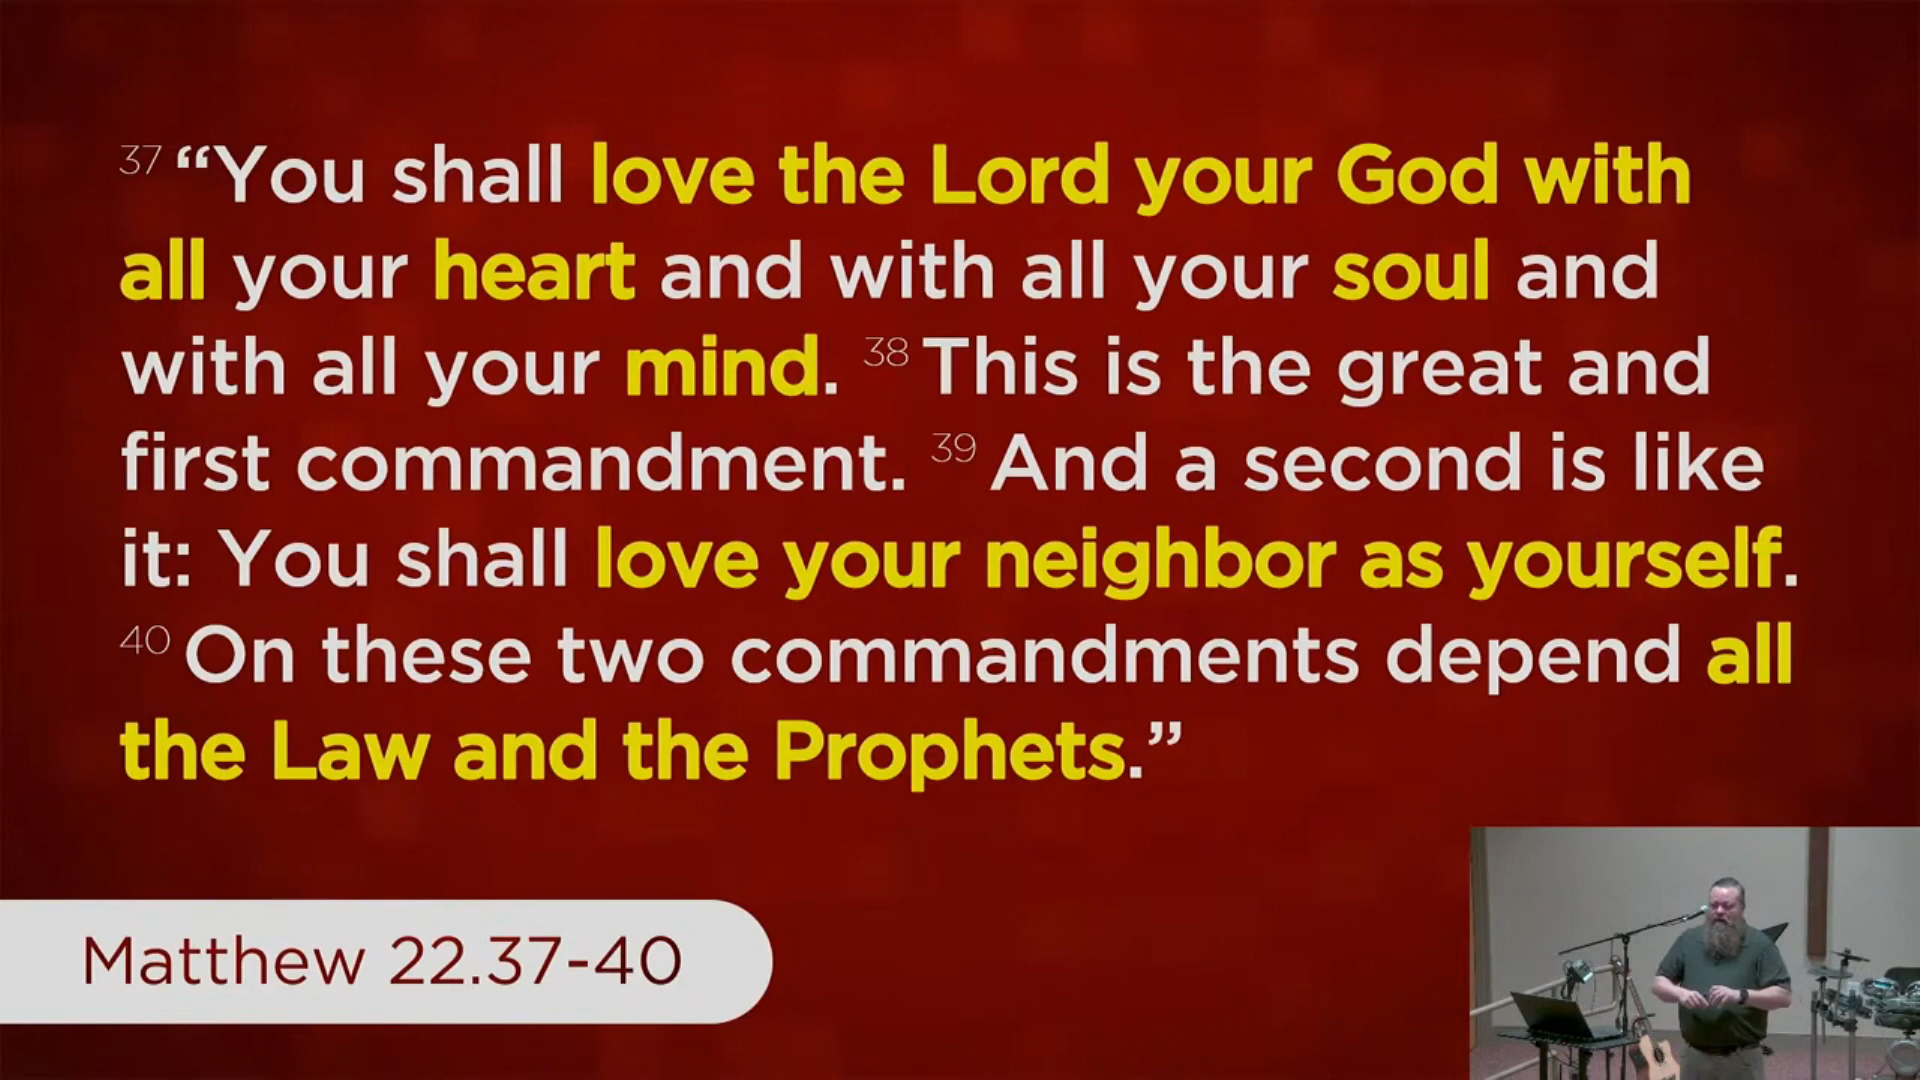 37 “You shall love the Lord your God with
all your heart and with all your soul and
with all your mind. 38 This is the great and
first commandment. 39 And a second is like
it: You shall love your neighbor as yourself.
40 On these two commandments depend all
the Law and the Prophets.”
Matthew 22.37-40